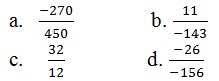 a. -270/450 b. 11/-143
c. 32/12 d. -26/-156